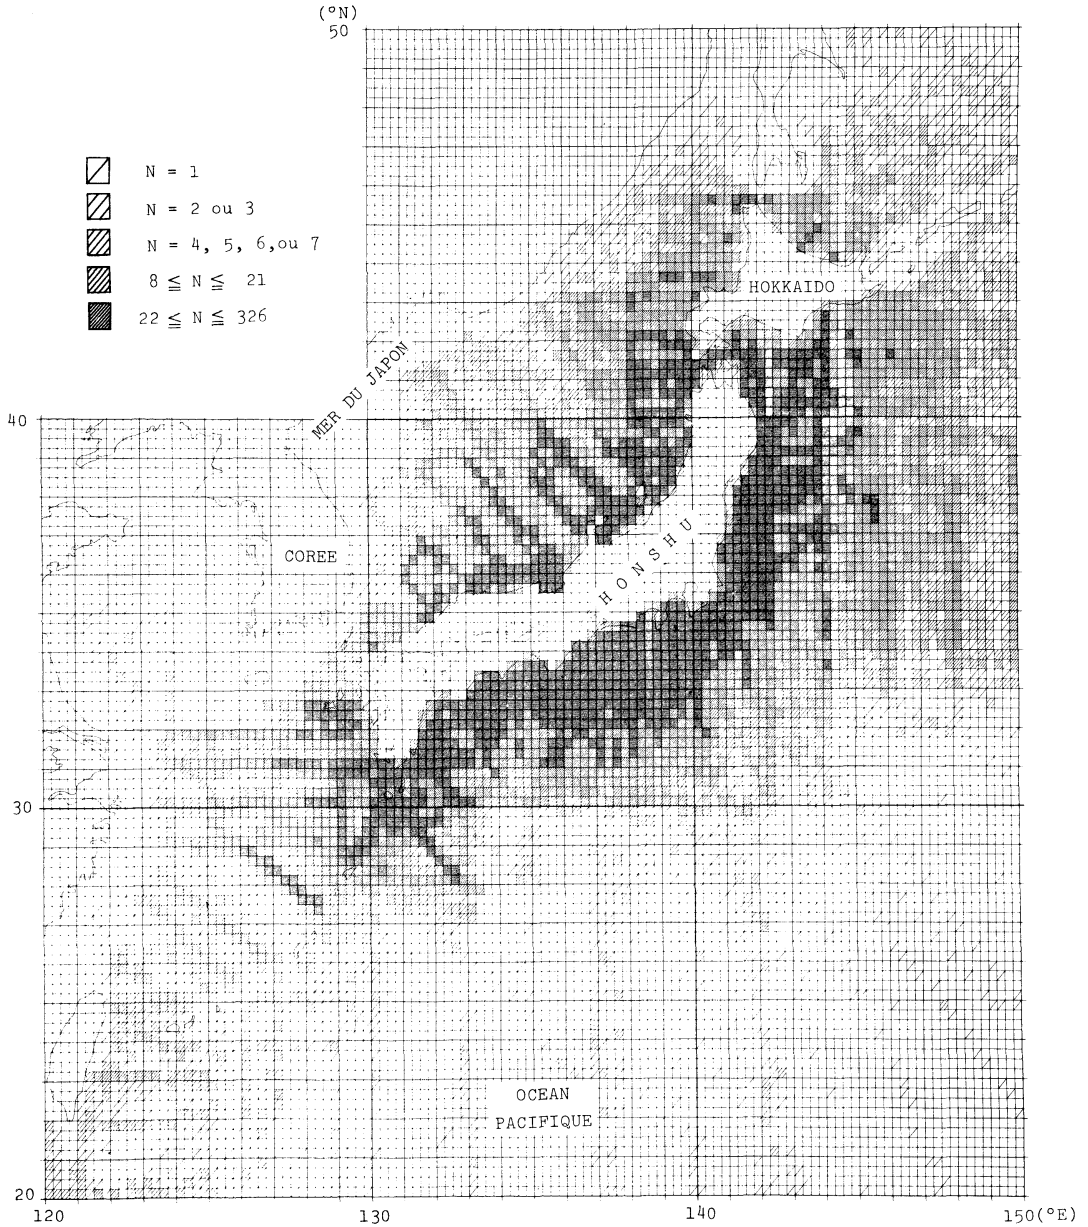 (°N)
50
N = 1
N = 2 ou 3
N = 4, 5, 6,ou 7
8 ≦ N ≦ 21
22 ≦ N ≦ 326
HOKKAIDO
MER DU JAPON
40
COREE
HONSHU
30
OCEAN
PACIFIQUE
20
120 130 140 150(°E)